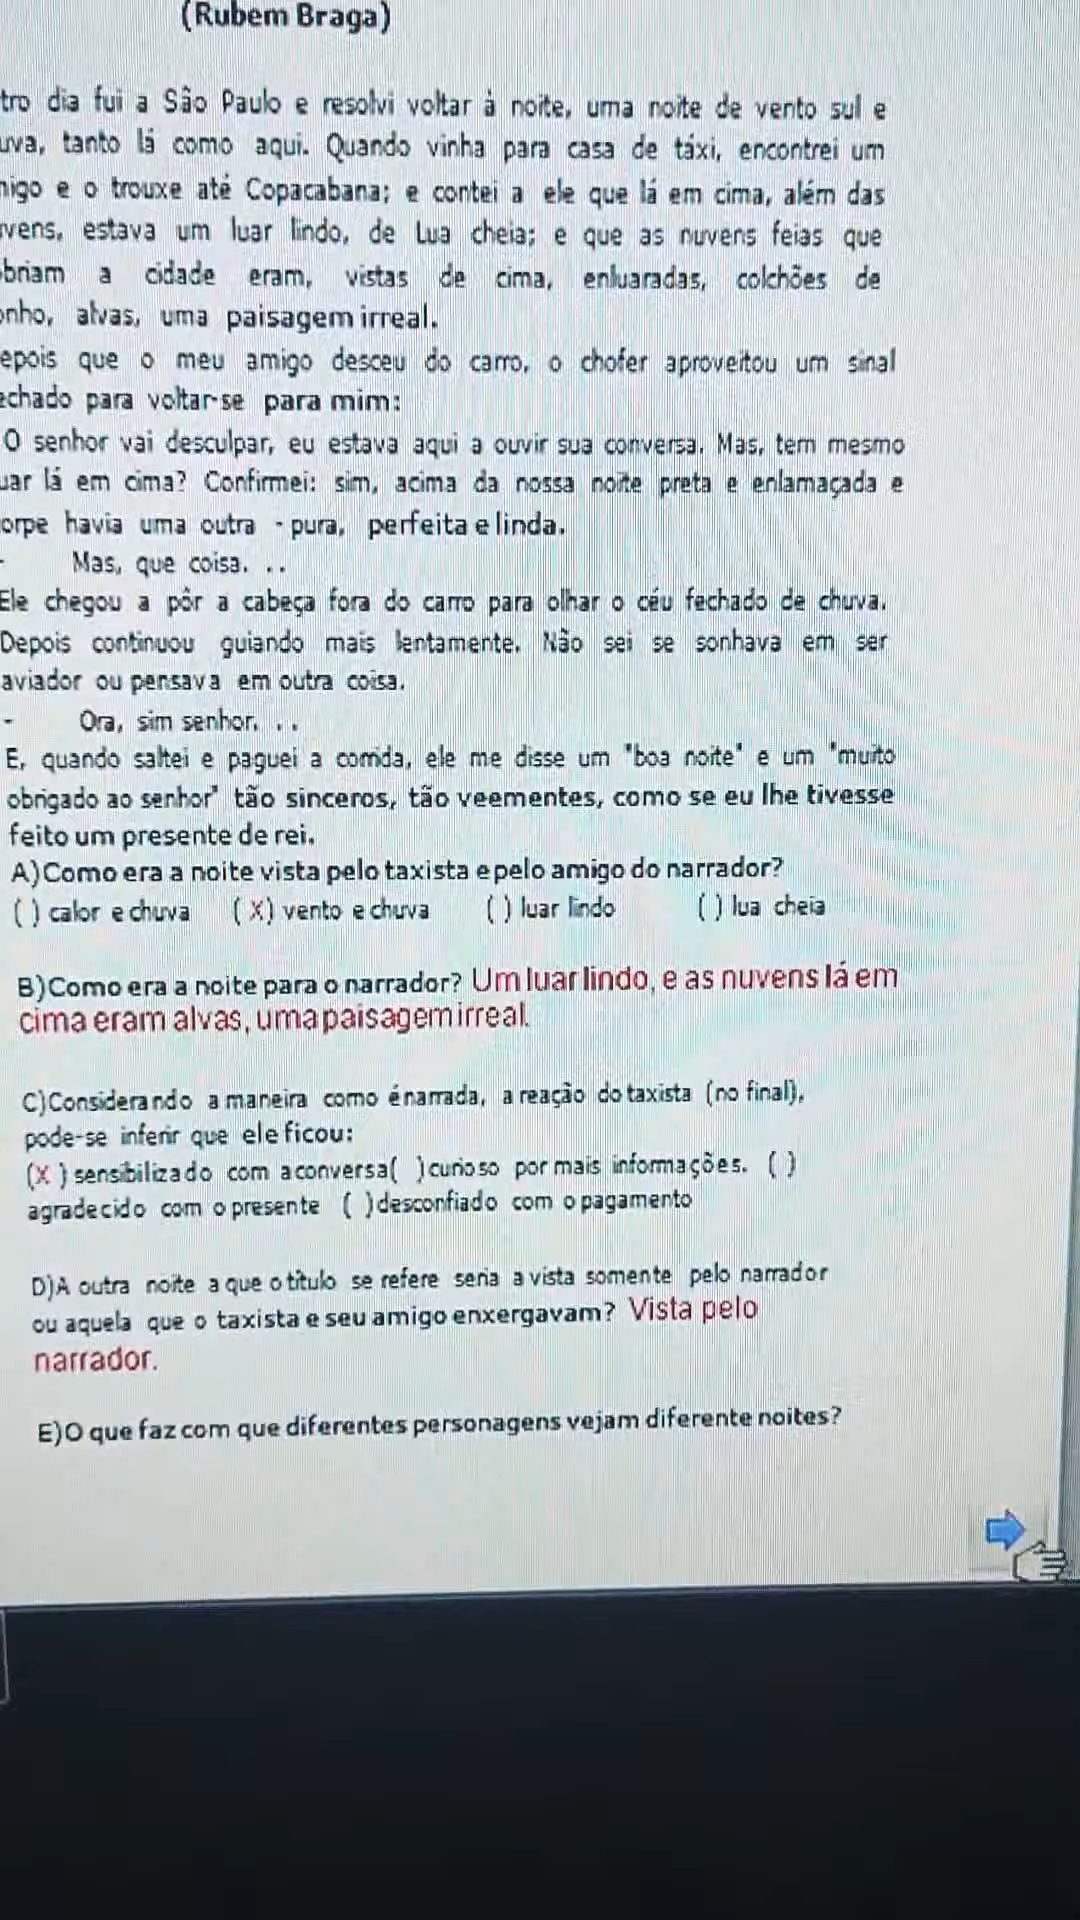 (Rubem Braga)
tro dia fui a São Paulo e resolvi voltar à noite, uma noite de vento sul e
uva, tanto lá como aqui. Quando vinha para casa de táxi, encontrei um
migo e o trouxe até Copacabana; e contei a ele que lá em cima, além das
uvens, estava um luar lindo, de Lua cheia; e que as nuvens feias que
obriam a cidade eram, vistas de cima, enluaradas, colchões de
onho, alvas, uma paisagem irreal.
epois que o meu amigo desceu do carro, o chofer aproveitou um sinal
echado para voltar-se para mim:
O senhor vai desculpar, eu estava aqui a ouvir sua conversa. Mas, tem mesmo
uar lá em cima? Confirmei: sim, acima da nossa noite preta e enlamaçada e
orpe havia uma outra - pura, perfeita e linda.
- Mas, que coisa. . .
Ele chegou a pôr a cabeça fora do carro para olhar o céu fechado de chuva.
Depois continuou guiando mais lentamente. Não sei se sonhava em ser
aviador ou pensava em outra coisa.
- Ora, sim senhor. . .
E, quando saltei e paguei a corrida, ele me disse um "boa noite" e um "muito
obrigado ao senhor" tão sinceros, tão veementes, como se eu lhe tivesse
feito um presente de rei.
A)Como era a noite vista pelo taxista e pelo amigo do narrador?
( ) calor e chuva ( X) vento e chuva ( ) luar lindo ( ) lua cheia
B)Como era a noite para o narrador? Um luar lindo, e as nuvens lá em
cima eram alvas, uma paisagem irreal.
C)Considerando a maneira como é narrada, a reação do taxista (no final),
pode-se inferir que ele ficou:
(X ) sensibilizado com a conversa( )curioso por mais informações. ( )
agradecido com o presente ( )desconfiado com o pagamento
D)A outra noite a que o título se refere seria a vista somente pelo narrador
ou aquela que o taxista e seu amigo enxergavam? Vista pelo
narrador.
E)O que faz com que diferentes personagens vejam diferente noites?